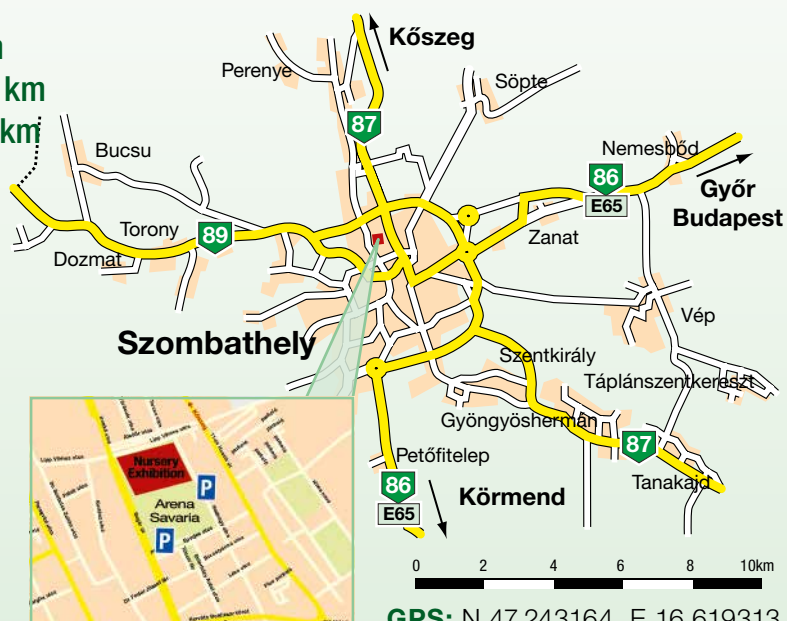 Kőszeg
Perenye
km
km
Söpte
87
Bucsu
Nemesbőd
86
E65
Győr
Budapest
Torony
89
Zanat
Dozmat
Vép
Szombathely
Szentkirály
Táplánszentkereszt
Gyöngyösherman
87
Petőfitelep
Tanakajd
86
E65
Körmend
Nursery
Exhibition
P
Arena
Savaria
P
0 2 4 6 8 10km
GPS: N 47.243164, E 16.619313